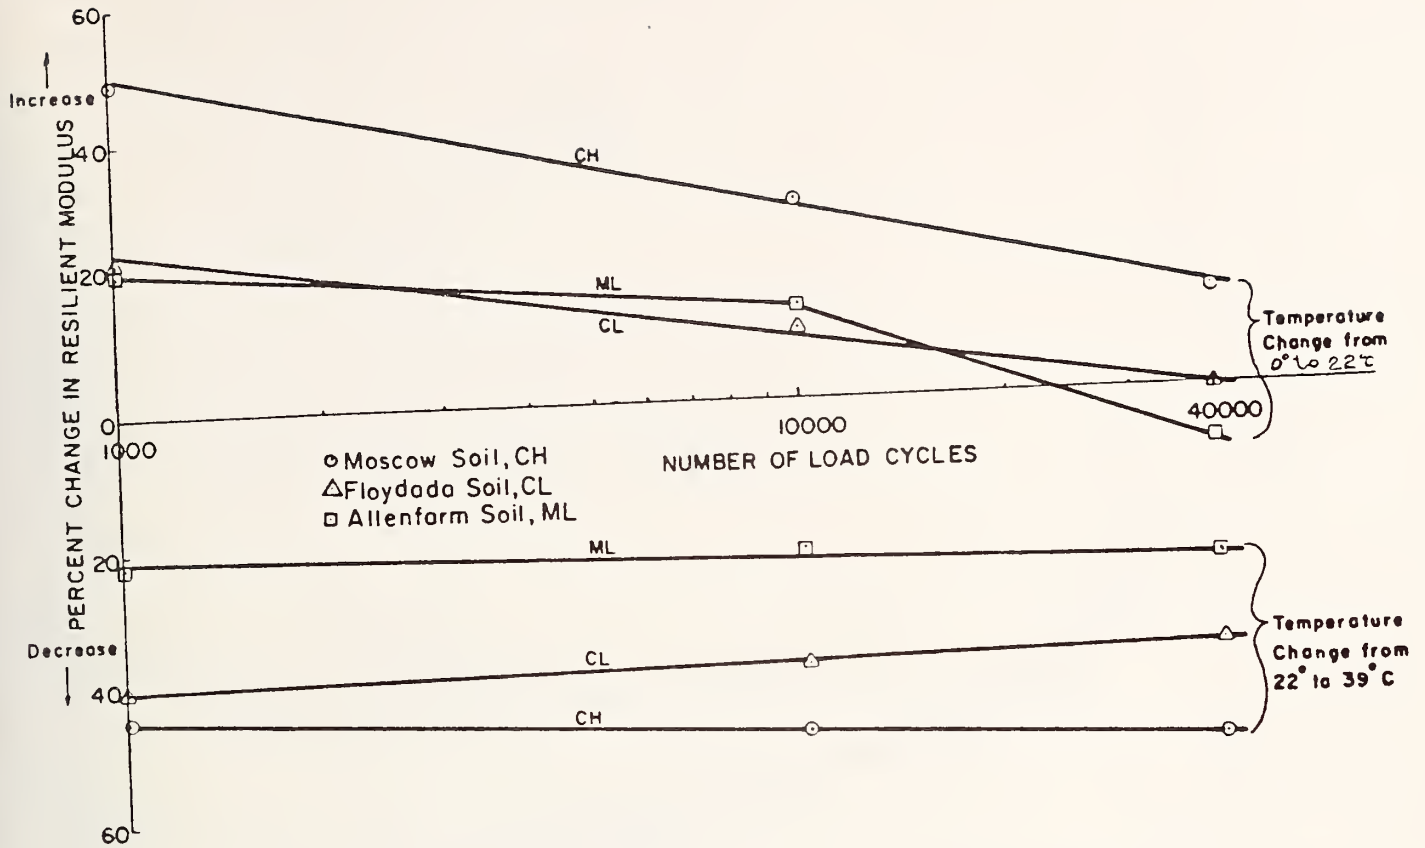 60
Increase
40
CH
20
ML
CL
Temperature
Change from
0° to 22°C
0
1000
10000
40000
NUMBER OF LOAD CYCLES
Moscow Soil, CH
Floydada Soil, CL
Allenfarm Soil, ML
PERCENT CHANGE IN RESILIENT MODULUS
ML
20
Temperature
Change from
22° to 39°C
Decrease
CL
40
CH
60